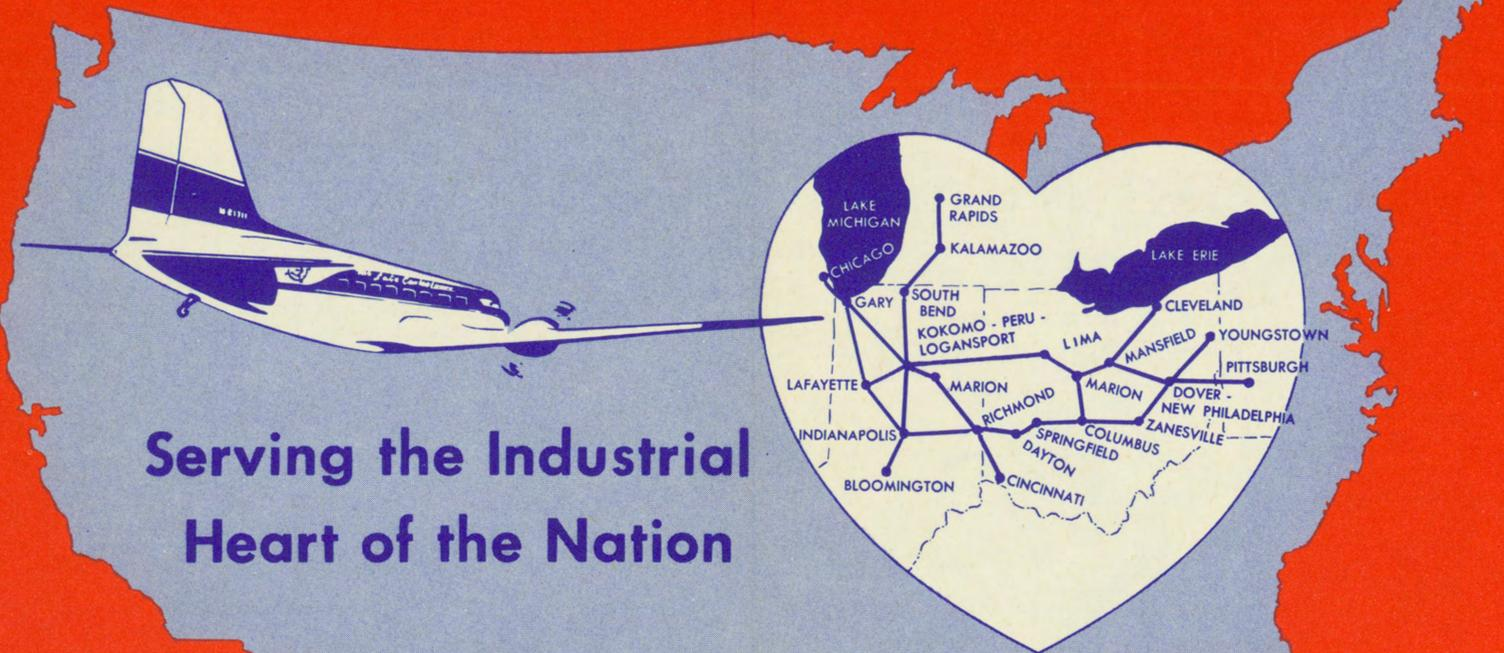 LAKE
MICHIGAN
CHICAGO
GRAND
RAPIDS
KALAMAZOO
LAKE ERIE
GARY
SOUTH
BEND
CLEVELAND
KOKOMO - PERU -
LOGANSPORT
LIMA
MANSFIELD
YOUNGSTOWN
PITTSBURGH
LAFAYETTE
MARION
MARION
DOVER -
NEW PHILADELPHIA
RICHMOND
INDIANAPOLIS
SPRINGFIELD
COLUMBUS
ZANESVILLE
DAYTON
BLOOMINGTON
CINCINNATI
Serving the Industrial
Heart of the Nation